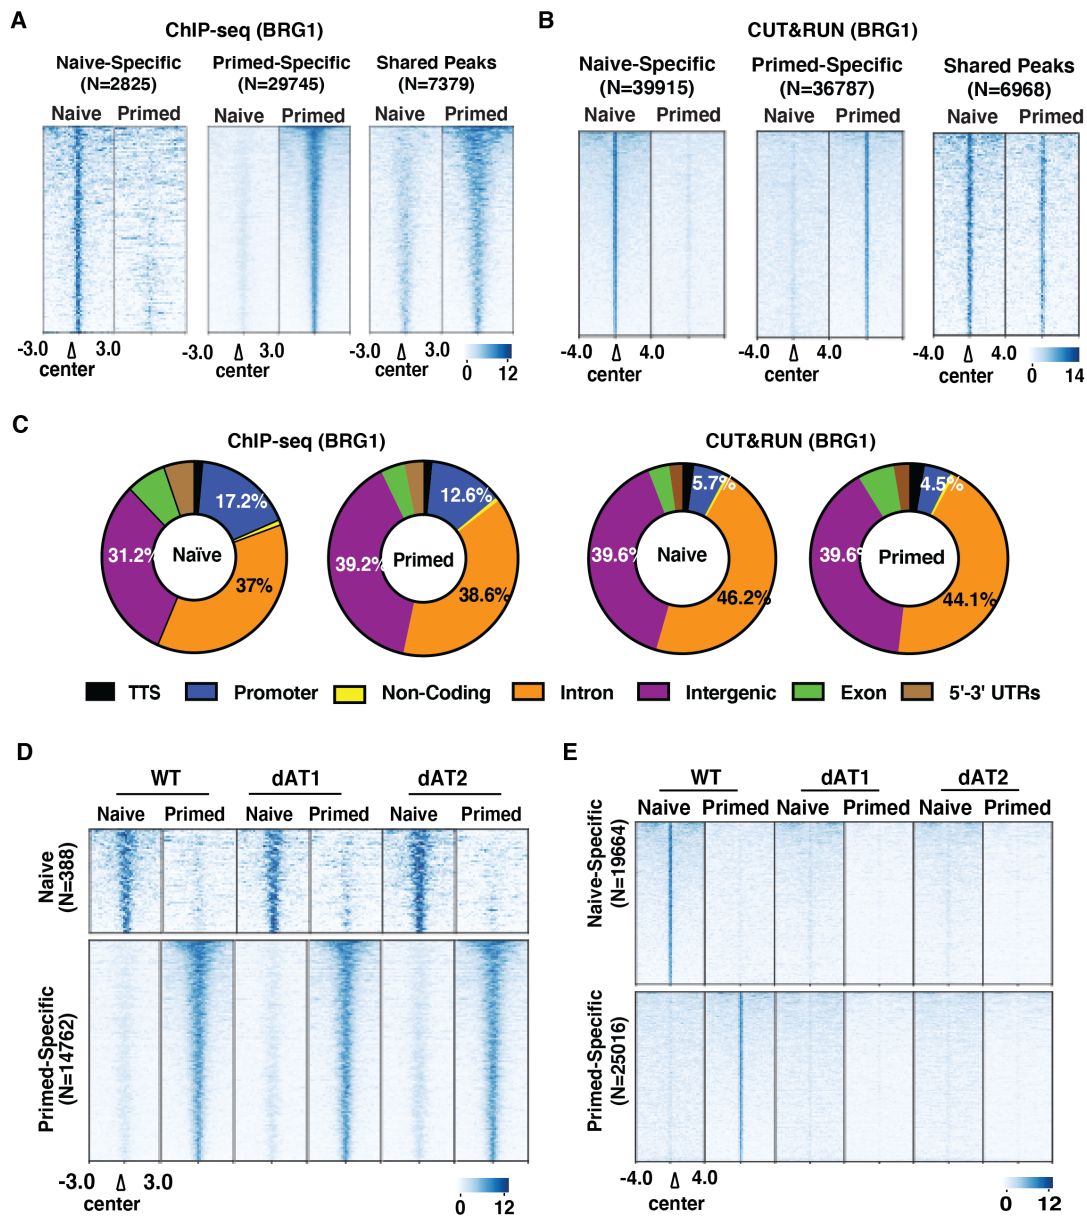 A
ChIP-seq (BRG1)
Naive-Specific
(N=2825)
Primed-Specific
(N=29745)
Shared Peaks
(N=7379)
Naive Primed
Naive Primed
Naive Primed
-3.0 Δ 3.0
center
-3.0 Δ 3.0
center
-3.0 Δ 3.0
center
0 12
B
CUT&RUN (BRG1)
Naive-Specific
(N=39915)
Primed-Specific
(N=36787)
Shared Peaks
(N=6968)
Naive Primed
Naive Primed
Naive Primed
-4.0 Δ 4.0
center
-4.0 Δ 4.0
center
-4.0 Δ 4.0
center
0 14
C
ChIP-seq (BRG1)
CUT&RUN (BRG1)
17.2%
31.2%
Naïve
37%
12.6%
39.2%
Primed
38.6%
5.7%
39.6%
Naive
46.2%
4.5%
39.6%
Primed
44.1%
TTS Promoter Non-Coding Intron Intergenic Exon 5'-3' UTRs
D
WT dAT1 dAT2
Naive Primed Naive Primed Naive Primed
Naive
(N=388)
Primed-Specific
(N=14762)
-3.0 Δ 3.0
center
0 12
E
WT dAT1 dAT2
Naive Primed Naive Primed Naive Primed
Naive-Specific
(N=19664)
Primed-Specific
(N=25016)
-4.0 Δ 4.0
center
0 12